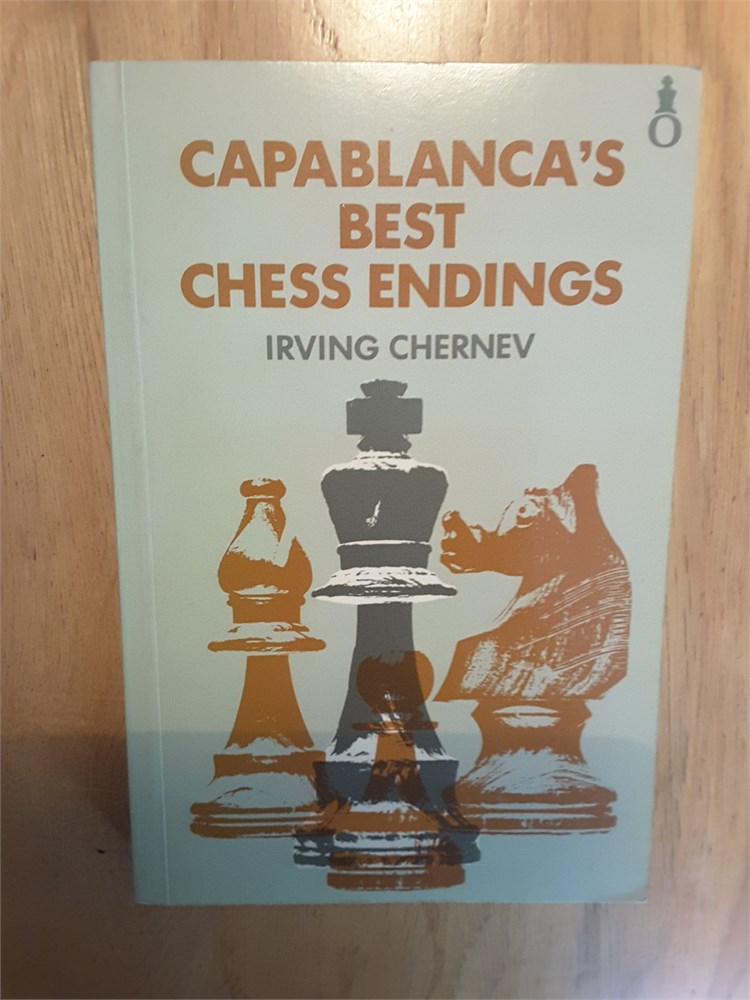 O
CAPABLANCA'S
BEST
CHESS ENDINGS
IRVING CHERNEV